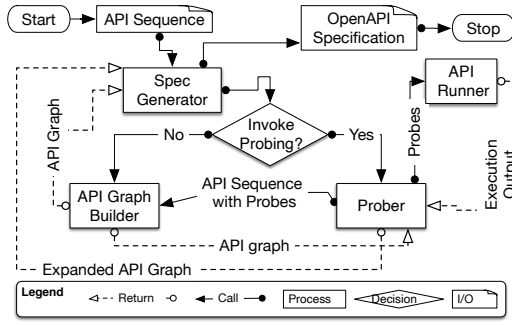 Start
API Sequence
OpenAPI
Specification
Stop
Spec
Generator
API
Runner
API Graph
No
Invoke
Probing?
Yes
Probes
Execution
Output
API Graph
Builder
API Sequence
with Probes
Prober
API graph
Expanded API Graph
Legend
Return
Call
Process
Decision
I/O